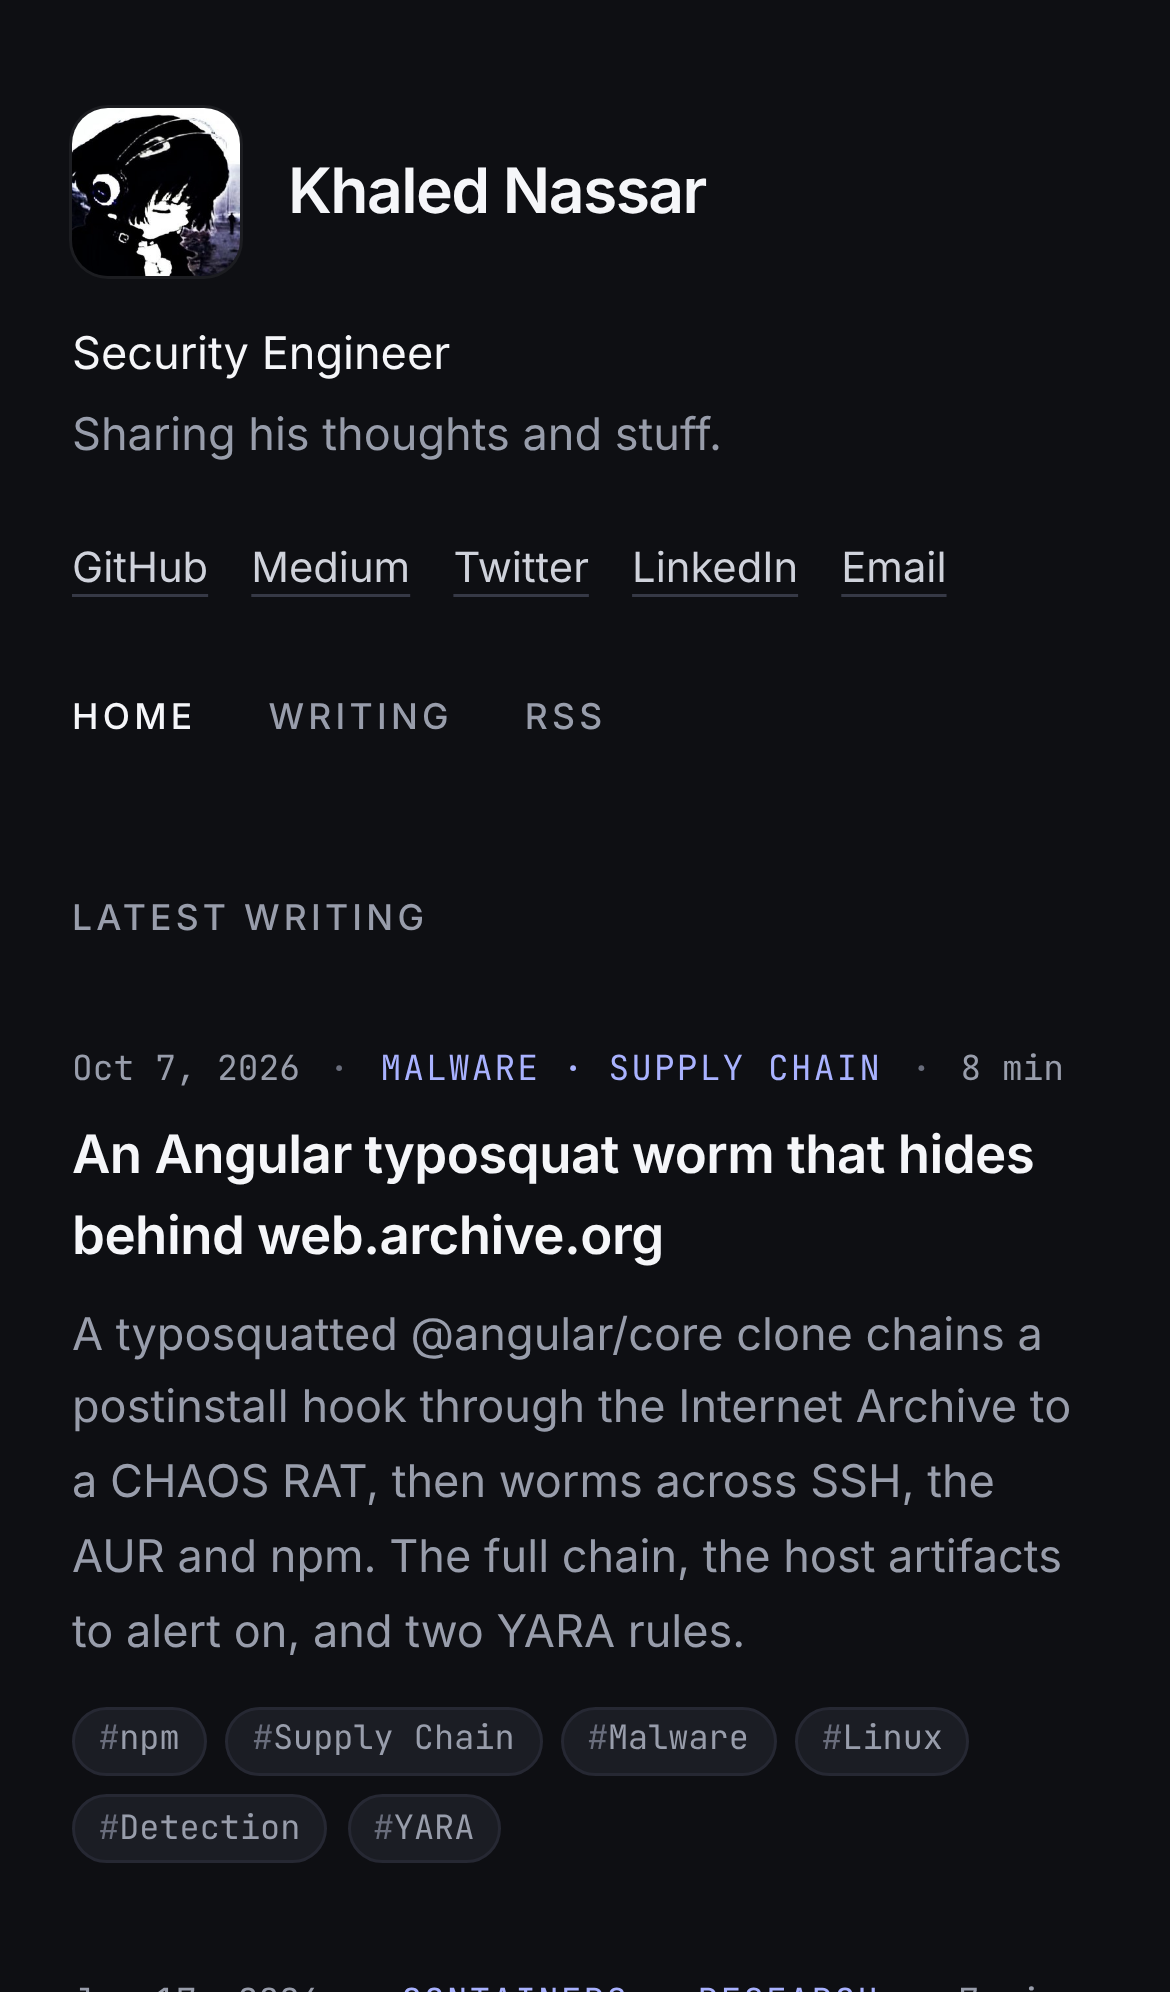 Khaled Nassar
Security Engineer
Sharing his thoughts and stuff.
GitHub Medium Twitter LinkedIn Email
HOME WRITING RSS
LATEST WRITING
Oct 7, 2026 · MALWARE · SUPPLY CHAIN · 8 min
An Angular typosquat worm that hides
behind web.archive.org
A typosquatted @angular/core clone chains a
postinstall hook through the Internet Archive to
a CHAOS RAT, then worms across SSH, the
AUR and npm. The full chain, the host artifacts
to alert on, and two YARA rules.
#npm #Supply Chain #Malware #Linux
#Detection #YARA
17, 2026 CONTAINERS RESEARCH